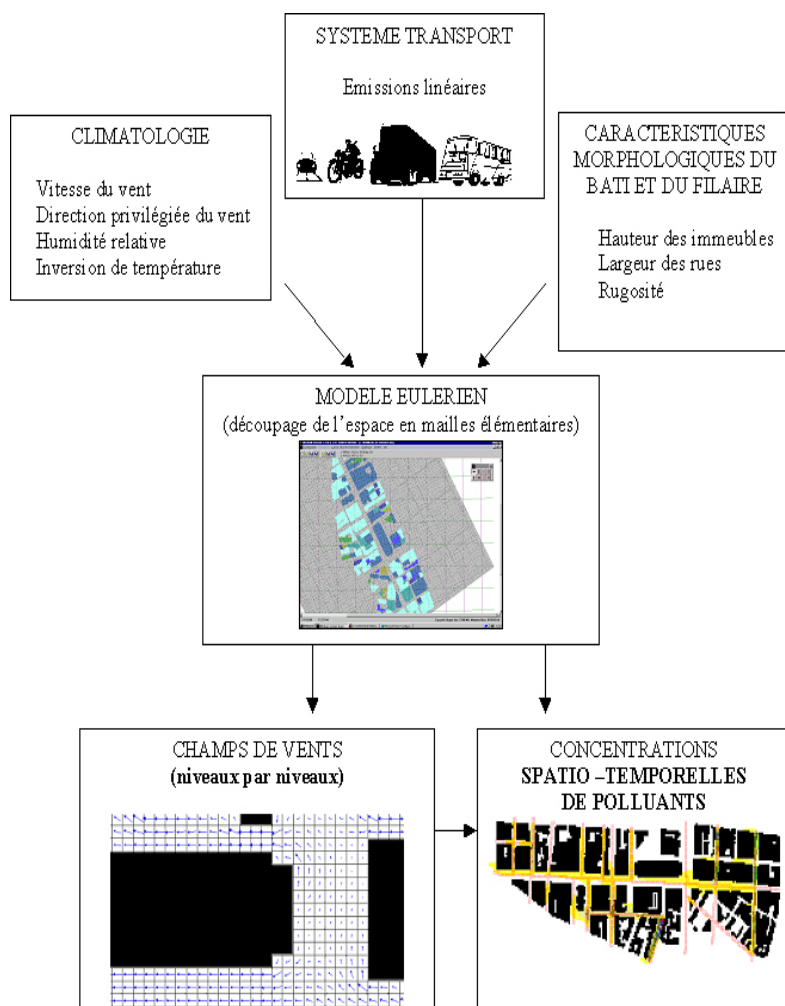 SYSTEME TRANSPORT
Emissions linéaires
CLIMATOLOGIE
Vitesse du vent
Direction privilégiée du vent
Humidité relative
Inversion de température
CARACTERISTIQUES
MORPHOLOGIQUES DU
BATI ET DU FILAIRE
Hauteur des immeubles
Largeur des rues
Rugosité
MODELE EULERIEN
(découpage de l’espace en mailles élémentaires)
CHAMPS DE VENTS
(niveaux par niveaux)
CONCENTRATIONS
SPATIO –TEMPORELLES
DE POLLUANTS